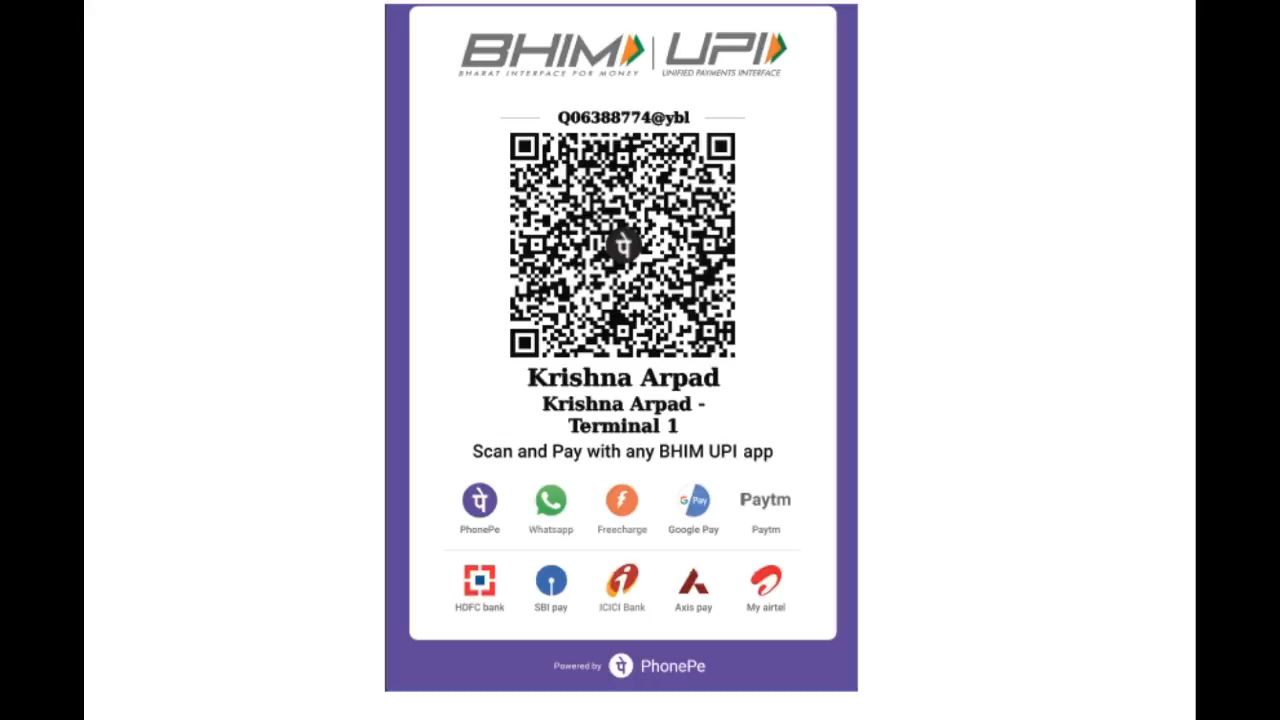 BHIM UPI
BHARAT INTERFACE FOR MONEY UNIFIED PAYMENTS INTERFACE
Q06388774@ybl
पे
Krishna Arpad
Krishna Arpad -
Terminal 1
Scan and Pay with any BHIM UPI app
पे G Pay Paytm
PhonePe Whatsapp Freecharge Google Pay Paytm
HDFC bank SBI pay ICICI Bank Axis pay My airtel
Powered by पे PhonePe